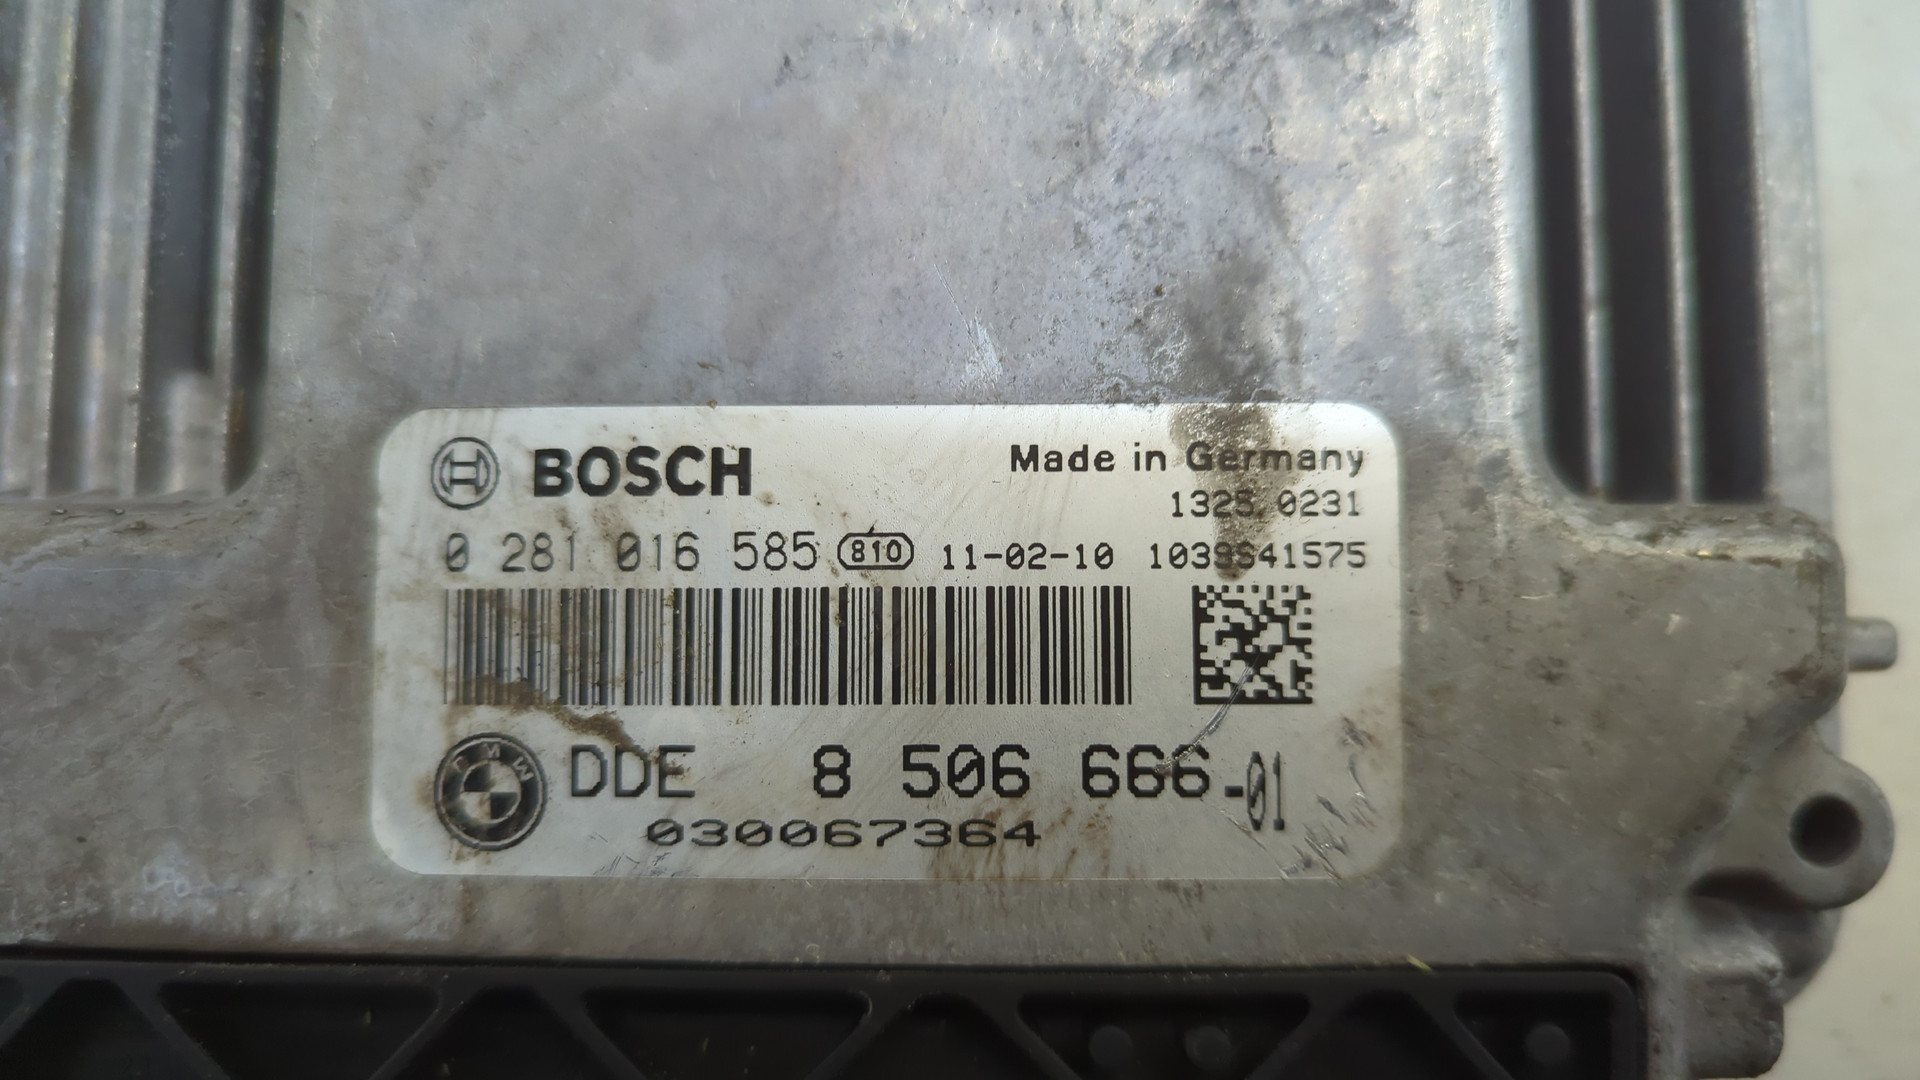 BOSCH Made in Germany
1325 0231
0 281 016 585 810 11-02-10 1039S41575
BMW DDE 8 506 666-01
030067364